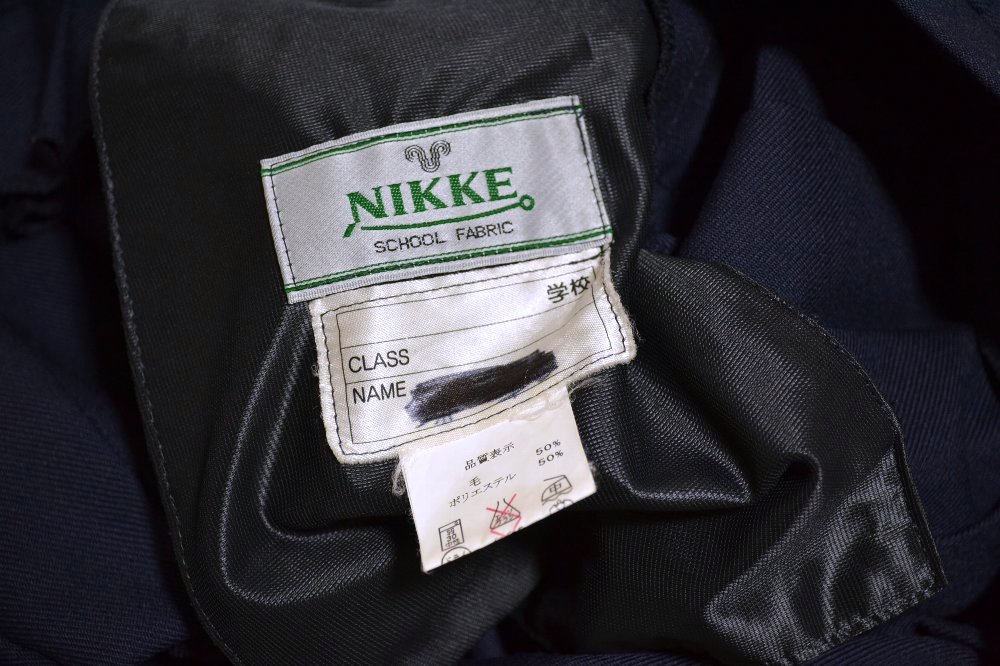 NIKKE
SCHOOL FABRIC
学校
CLASS
NAME
品質表示
毛 50%
ポリエステル 50%
中